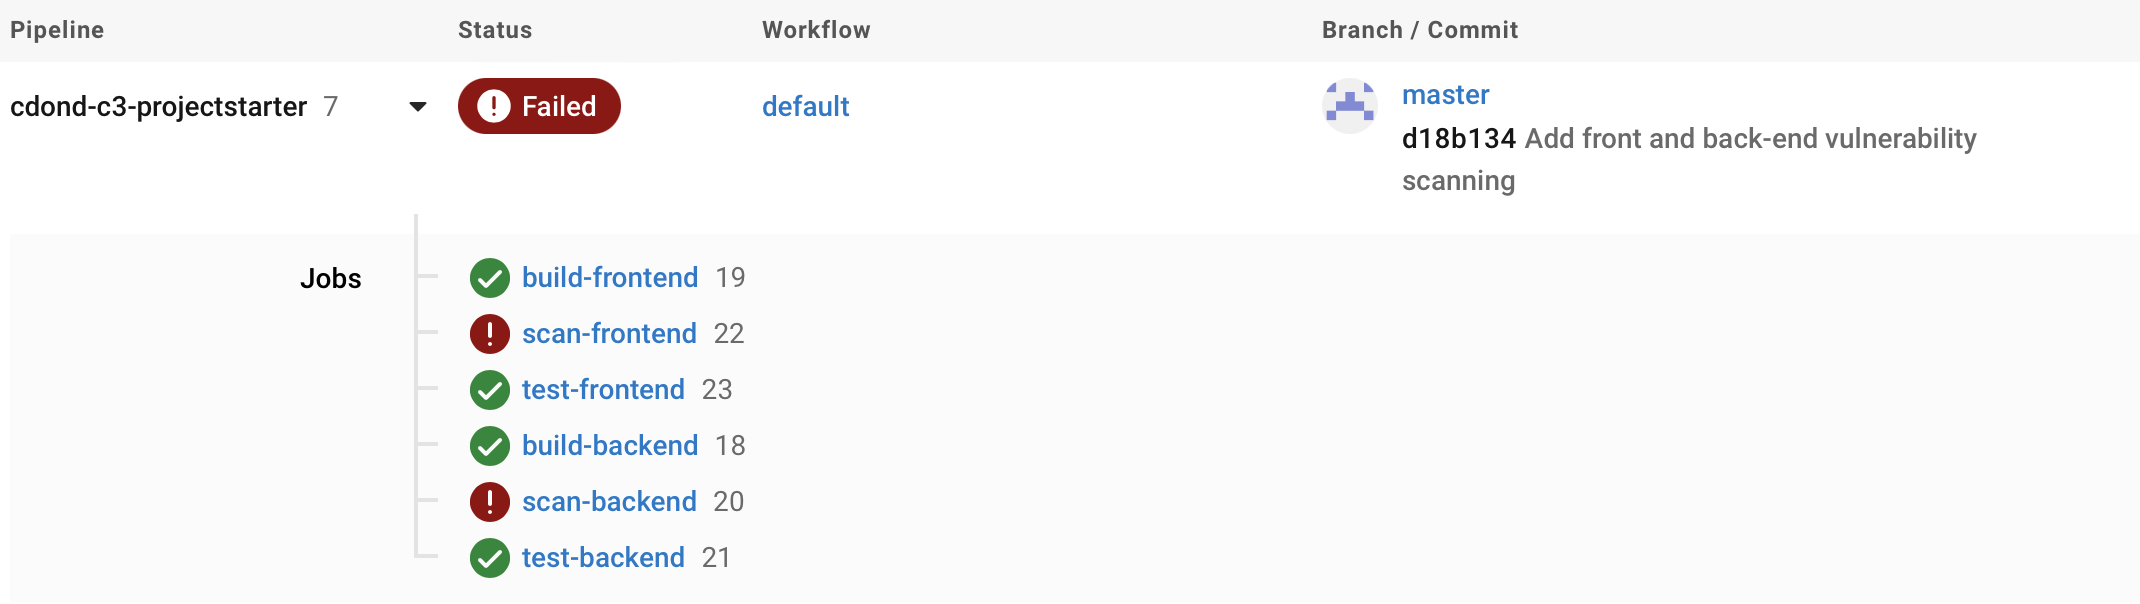 Pipeline Status Workflow Branch / Commit
cdond-c3-projectstarter 7 Failed default master
d18b134 Add front and back-end vulnerability
scanning
Jobs
build-frontend 19
scan-frontend 22
test-frontend 23
build-backend 18
scan-backend 20
test-backend 21